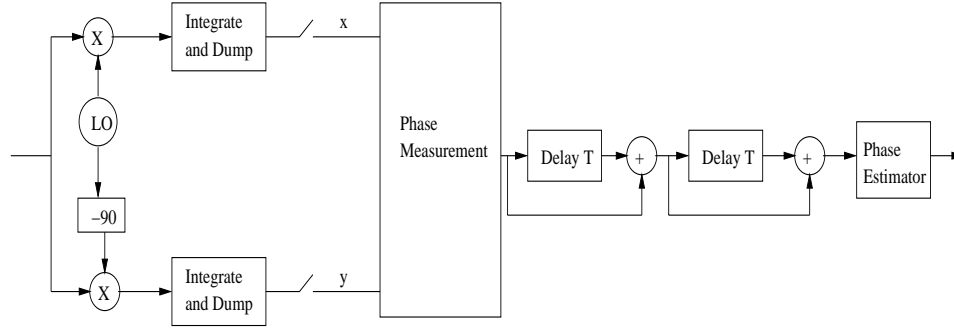 X
Integrate
and Dump
x
LO
Phase
Measurement
Delay T
+
Delay T
+
Phase
Estimator
−90
X
Integrate
and Dump
y